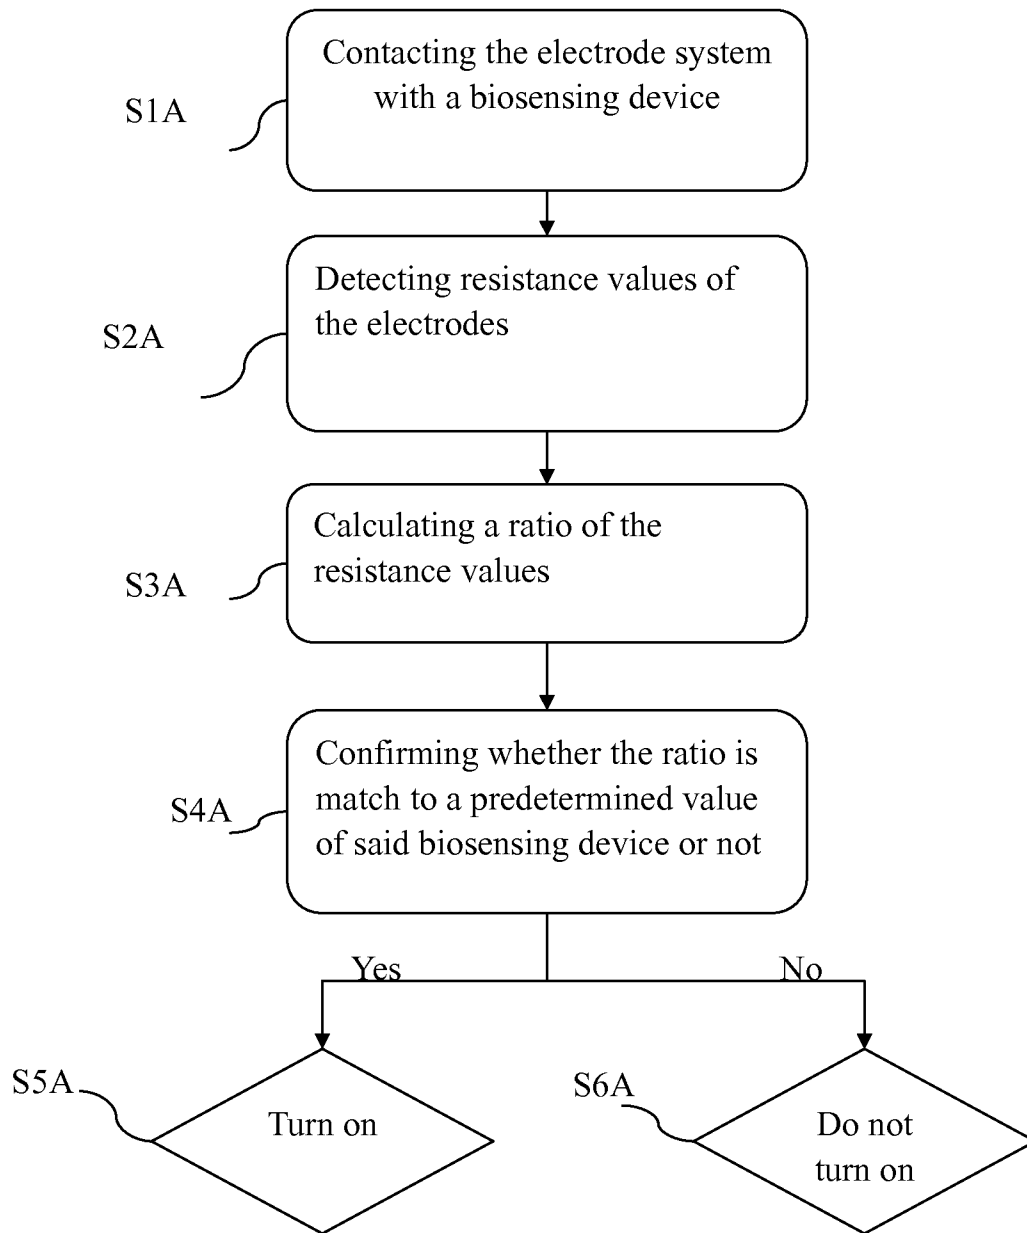 Contacting the electrode system
with a biosensing device
S1A
Detecting resistance values of
the electrodes
S2A
Calculating a ratio of the
resistance values
S3A
Confirming whether the ratio is
match to a predetermined value
of said biosensing device or not
S4A
Yes
No
S5A
Turn on
S6A
Do not
turn on